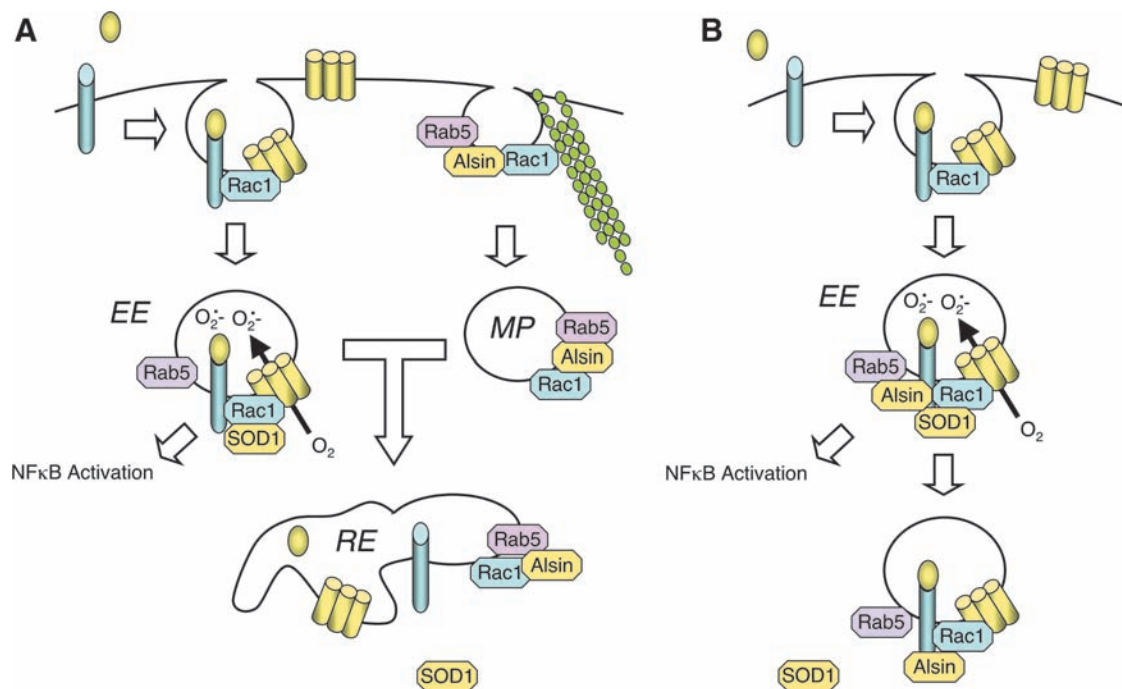 A
Rac1
Rab5
Alsin
Rac1
EE
O2•- O2•-
Rab5
Rac1
SOD1
O2
NFκB Activation
MP
Rab5
Alsin
Rac1
RE
Rab5
Rac1
Alsin
SOD1
B
Rac1
EE
O2•- O2•-
Rab5
Alsin
Rac1
SOD1
O2
NFκB Activation
Rab5
Rac1
Alsin
SOD1